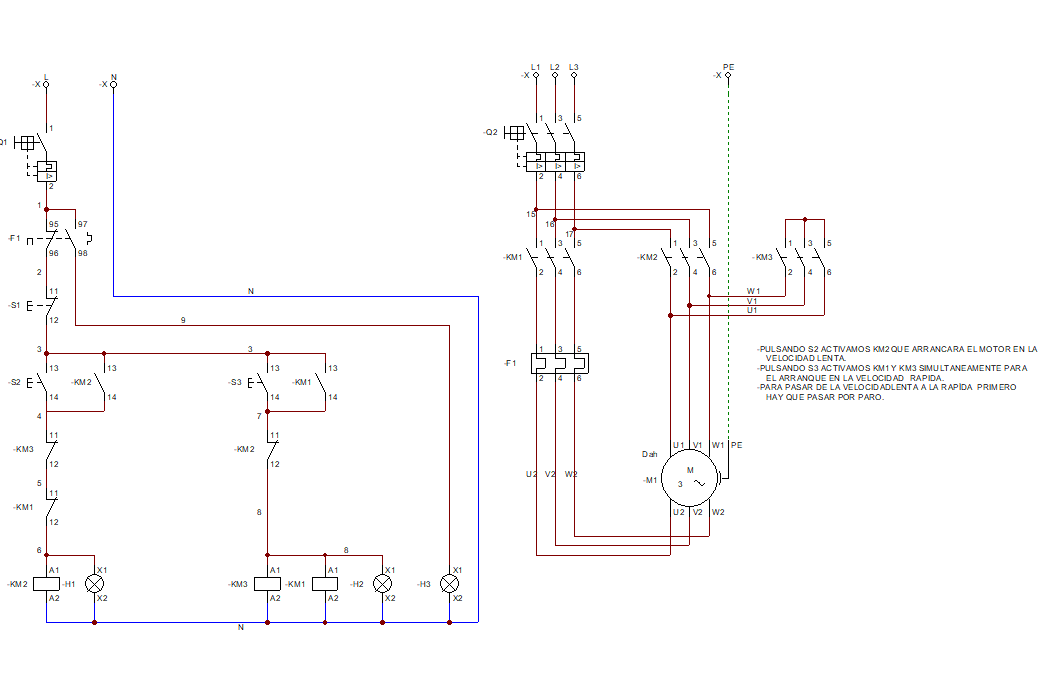 L N
-X -X
L1 L2 L3 PE
-X -X
Q1 1
I>
2
-Q2 1 3 5
I> I> I>
2 4 6
1
95 97
-F1
96 98
2
11
-S1
12
N
9
3 3
13 13 13 13
-S2 -KM2 -S3 -KM1
14 14 14 14
4 7
11 11
-KM3 -KM2
12 12
5
11
-KM1
12
8
6 8
A1 X1 A1 A1 X1 X1
-KM2 -H1 -KM3 -KM1 -H2 -H3
A2 X2 A2 A2 X2 X2
N
15
16
17
1 3 5 1 3 5 1 3 5
-KM1 -KM2 -KM3
2 4 6 2 4 6 2 4 6
W1
V1
U1
1 3 5
-F1
2 4 6
-PULSANDO S2 ACTIVAMOS KM2 QUE ARRANCARA EL MOTOR EN LA
VELOCIDAD LENTA.
-PULSANDO S3 ACTIVAMOS KM1 Y KM3 SIMULTANEAMENTE PARA
EL ARRANQUE EN LA VELOCIDAD RAPIDA.
-PARA PASAR DE LA VELOCIDADLENTA A LA RAPÍDA PRIMERO
HAY QUE PASAR POR PARO.
U1 V1 W1 PE
Dah
U2 V2 W2
M
-M1
3
U2 V2 W2